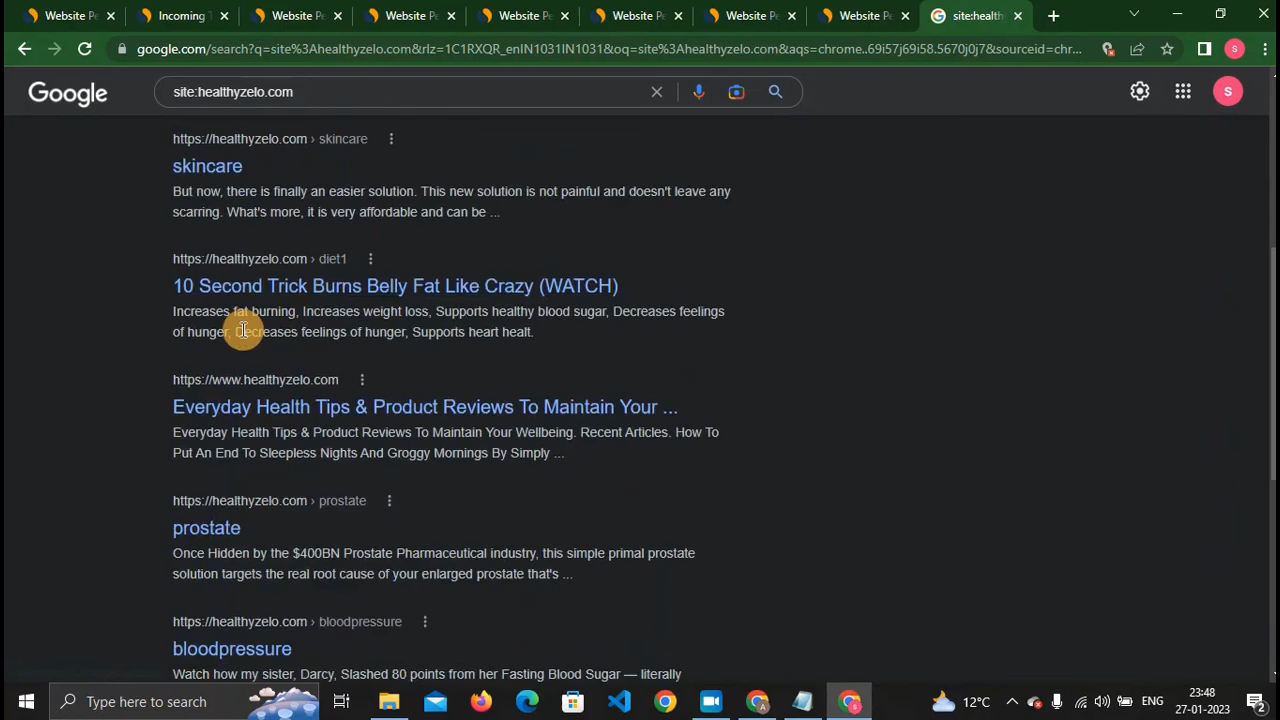 Website Pe
Incoming T
Website Pe
Website Pe
Website Pe
Website Pe
Website Pe
Website Pe
site:health
google.com/search?q=site%3Ahealthyzelo.com&rlz=1C1RXQR_enIN1031IN1031&oq=site%3Ahealthyzelo.com&aqs=chrome..69i57j69i58.5670j0j7&sourceid=chr...
S
Google
site:healthyzelo.com
S
https://healthyzelo.com › skincare
skincare
But now, there is finally an easier solution. This new solution is not painful and doesn't leave any
scarring. What's more, it is very affordable and can be ...
https://healthyzelo.com › diet1
10 Second Trick Burns Belly Fat Like Crazy (WATCH)
Increases fat burning, Increases weight loss, Supports healthy blood sugar, Decreases feelings
of hunger, Decreases feelings of hunger, Supports heart healt.
https://www.healthyzelo.com
Everyday Health Tips & Product Reviews To Maintain Your ...
Everyday Health Tips & Product Reviews To Maintain Your Wellbeing. Recent Articles. How To
Put An End To Sleepless Nights And Groggy Mornings By Simply ...
https://healthyzelo.com › prostate
prostate
Once Hidden by the $400BN Prostate Pharmaceutical industry, this simple primal prostate
solution targets the real root cause of your enlarged prostate that's ...
https://healthyzelo.com › bloodpressure
bloodpressure
Watch how my sister, Darcy, Slashed 80 points from her Fasting Blood Sugar — literally
Type here to search
12°C
ENG
23:48
27-01-2023
2